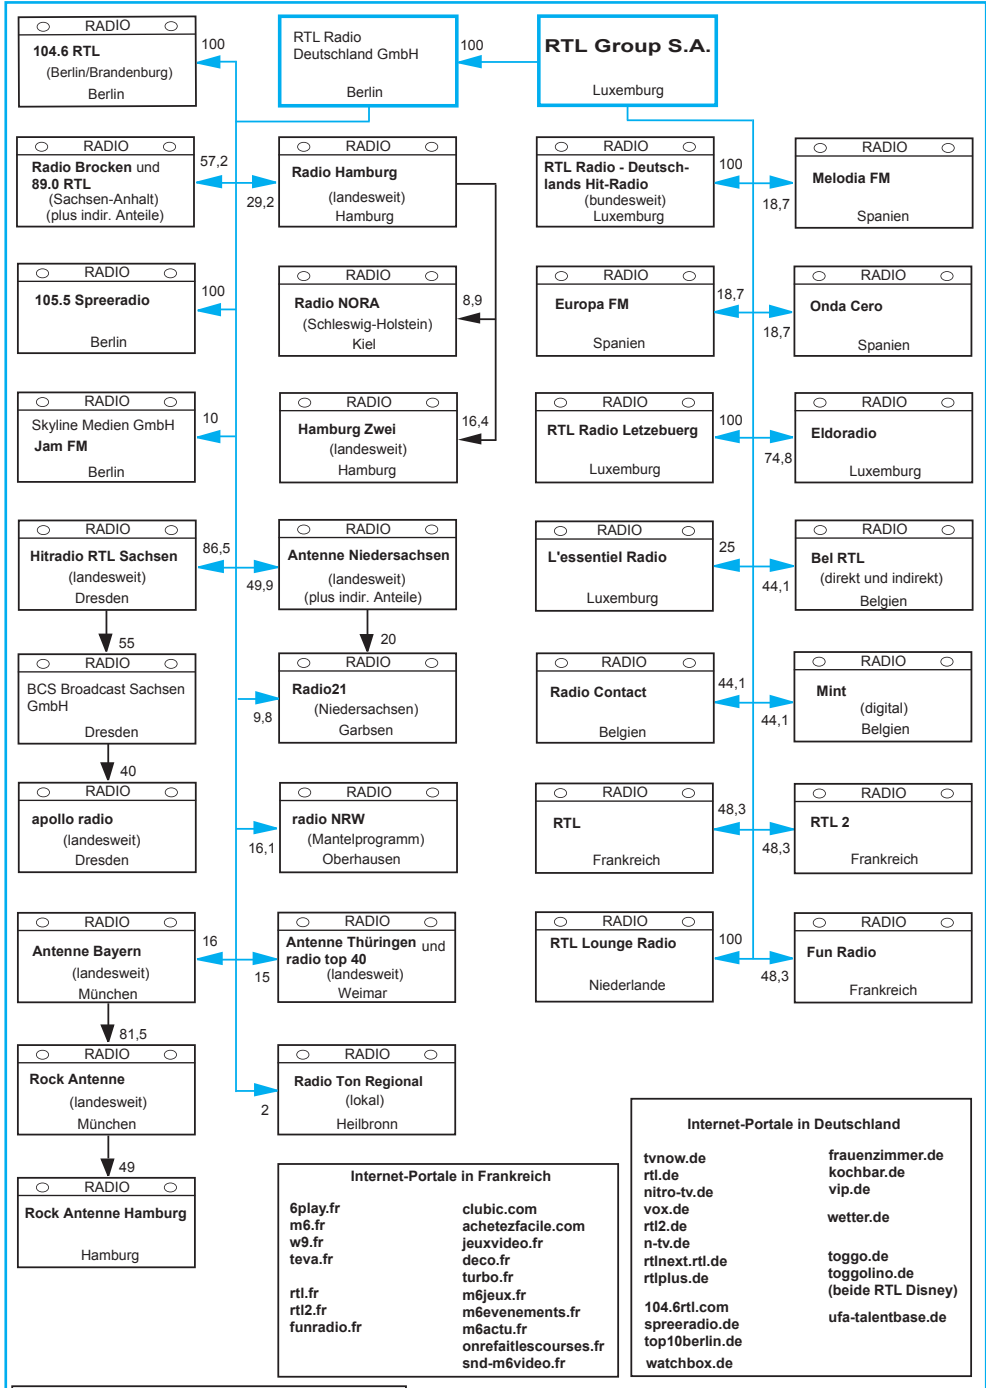 RADIO
104.6 RTL
(Berlin/Brandenburg)
Berlin
100
RTL Radio
Deutschland GmbH
Berlin
100
RTL Group S.A.
Luxemburg
RADIO
Radio Brocken und
89.0 RTL
(Sachsen-Anhalt)
(plus indir. Anteile)
57,2
29,2
RADIO
Radio Hamburg
(landesweit)
Hamburg
RADIO
RTL Radio - Deutsch-
lands Hit-Radio
(bundesweit)
Luxemburg
100
18,7
RADIO
Melodia FM
Spanien
RADIO
105.5 Spreeradio
Berlin
100
RADIO
Radio NORA
(Schleswig-Holstein)
Kiel
8,9
RADIO
Europa FM
Spanien
18,7
18,7
RADIO
Onda Cero
Spanien
RADIO
Skyline Medien GmbH
Jam FM
Berlin
10
RADIO
Hamburg Zwei
(landesweit)
Hamburg
16,4
RADIO
RTL Radio Letzebuerg
Luxemburg
100
74,8
RADIO
Eldoradio
Luxemburg
RADIO
Hitradio RTL Sachsen
(landesweit)
Dresden
86,5
49,9
RADIO
Antenne Niedersachsen
(landesweit)
(plus indir. Anteile)
RADIO
L'essentiel Radio
Luxemburg
25
44,1
RADIO
Bel RTL
(direkt und indirekt)
Belgien
55
20
RADIO
BCS Broadcast Sachsen
GmbH
Dresden
9,8
RADIO
Radio21
(Niedersachsen)
Garbsen
RADIO
Radio Contact
Belgien
44,1
44,1
RADIO
Mint
(digital)
Belgien
40
RADIO
apollo radio
(landesweit)
Dresden
16,1
RADIO
radio NRW
(Mantelprogramm)
Oberhausen
RADIO
RTL
Frankreich
48,3
48,3
RADIO
RTL 2
Frankreich
RADIO
Antenne Bayern
(landesweit)
München
16
15
RADIO
Antenne Thüringen und
radio top 40
(landesweit)
Weimar
RADIO
RTL Lounge Radio
Niederlande
100
48,3
RADIO
Fun Radio
Frankreich
81,5
RADIO
Rock Antenne
(landesweit)
München
2
RADIO
Radio Ton Regional
(lokal)
Heilbronn
49
RADIO
Rock Antenne Hamburg
Hamburg
Internet-Portale in Frankreich
6play.fr
m6.fr
w9.fr
teva.fr
rtl.fr
rtl2.fr
funradio.fr
clubic.com
achetezfacile.com
jeuxvideo.fr
deco.fr
turbo.fr
m6jeux.fr
m6evenements.fr
m6actu.fr
onrefaitlescourses.fr
snd-m6video.fr
Internet-Portale in Deutschland
tvnow.de
rtl.de
nitro-tv.de
vox.de
rtl2.de
n-tv.de
rtlnext.rtl.de
rtlplus.de
104.6rtl.com
spreeradio.de
top10berlin.de
watchbox.de
frauenzimmer.de
kochbar.de
vip.de
wetter.de
toggo.de
toggolino.de
(beide RTL Disney)
ufa-talentbase.de